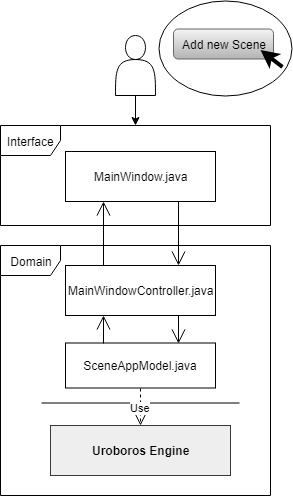 Add new Scene
Interface
MainWindow.java
Domain
MainWindowController.java
SceneAppModel.java
Use
Uroboros Engine